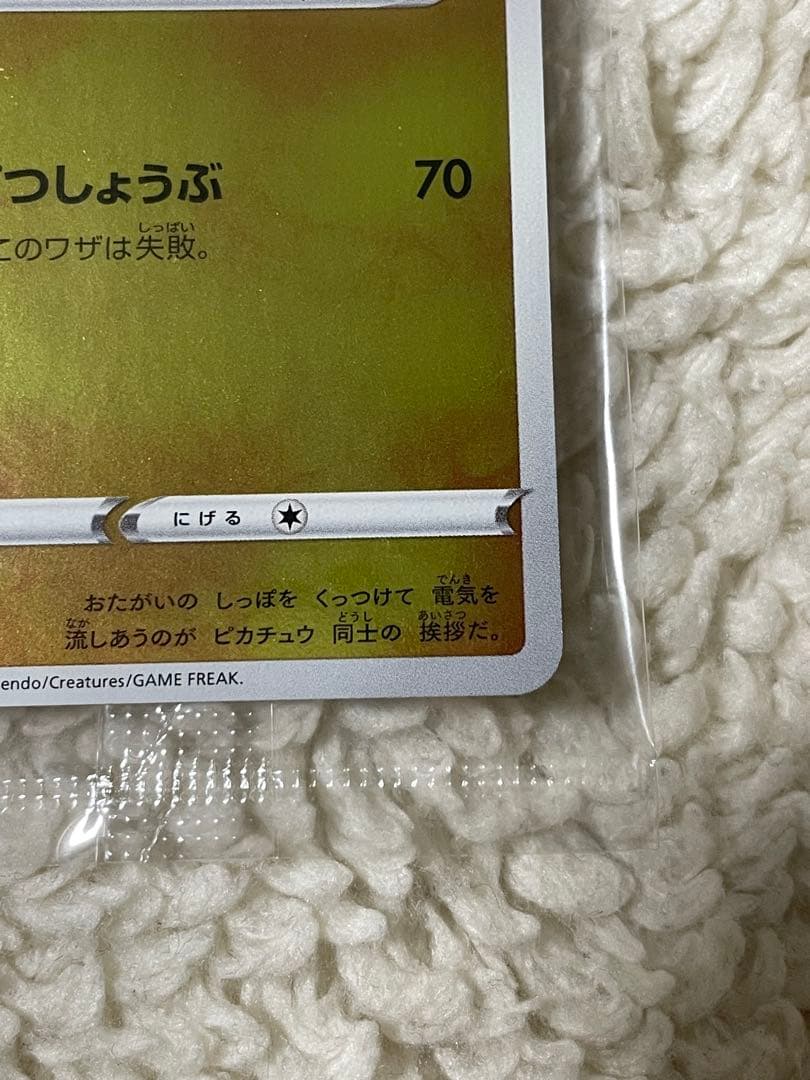 つしょうぶ 70
このワザは失敗。
にげる
おたがいの しっぽを くっつけて 電気を
流しあうのが ピカチュウ 同士の 挨拶だ。
endo/Creatures/GAME FREAK.